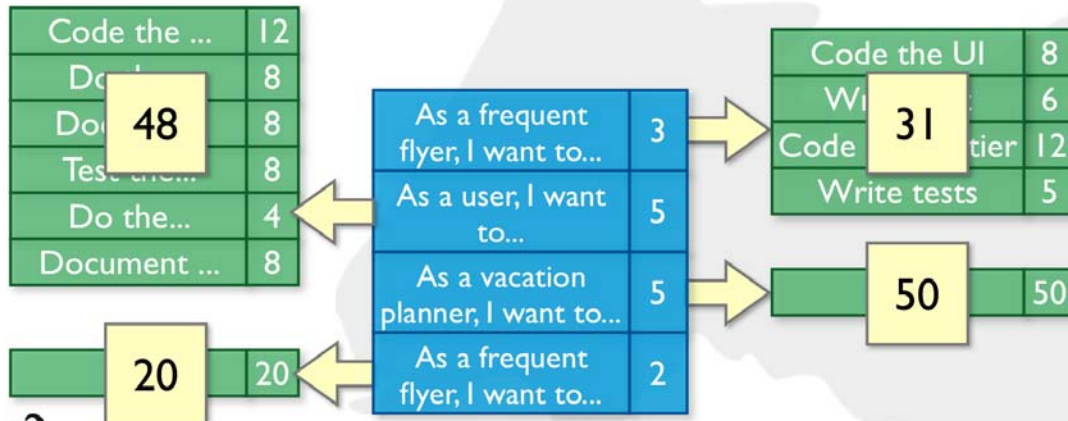 Code the ... 12
8
8
8
Do the... 4
Document ... 8
48
20
20
As a frequent
flyer, I want to...
3
As a user, I want
to...
5
As a vacation
planner, I want to...
5
As a frequent
flyer, I want to...
2
Code the UI 8
6
Code tier 12
Write tests 5
31
50
50